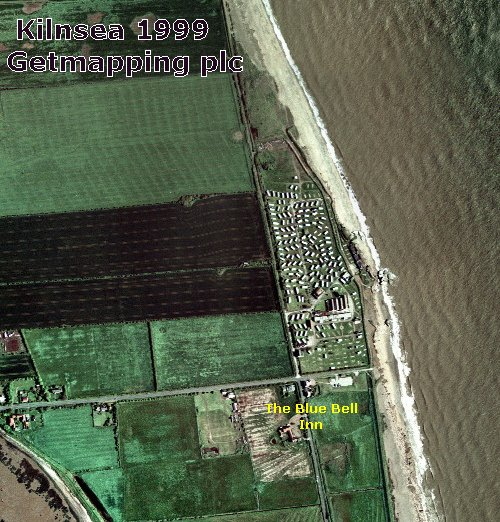 Kilnsea 1999
Getmapping plc
The Blue Bell
Inn